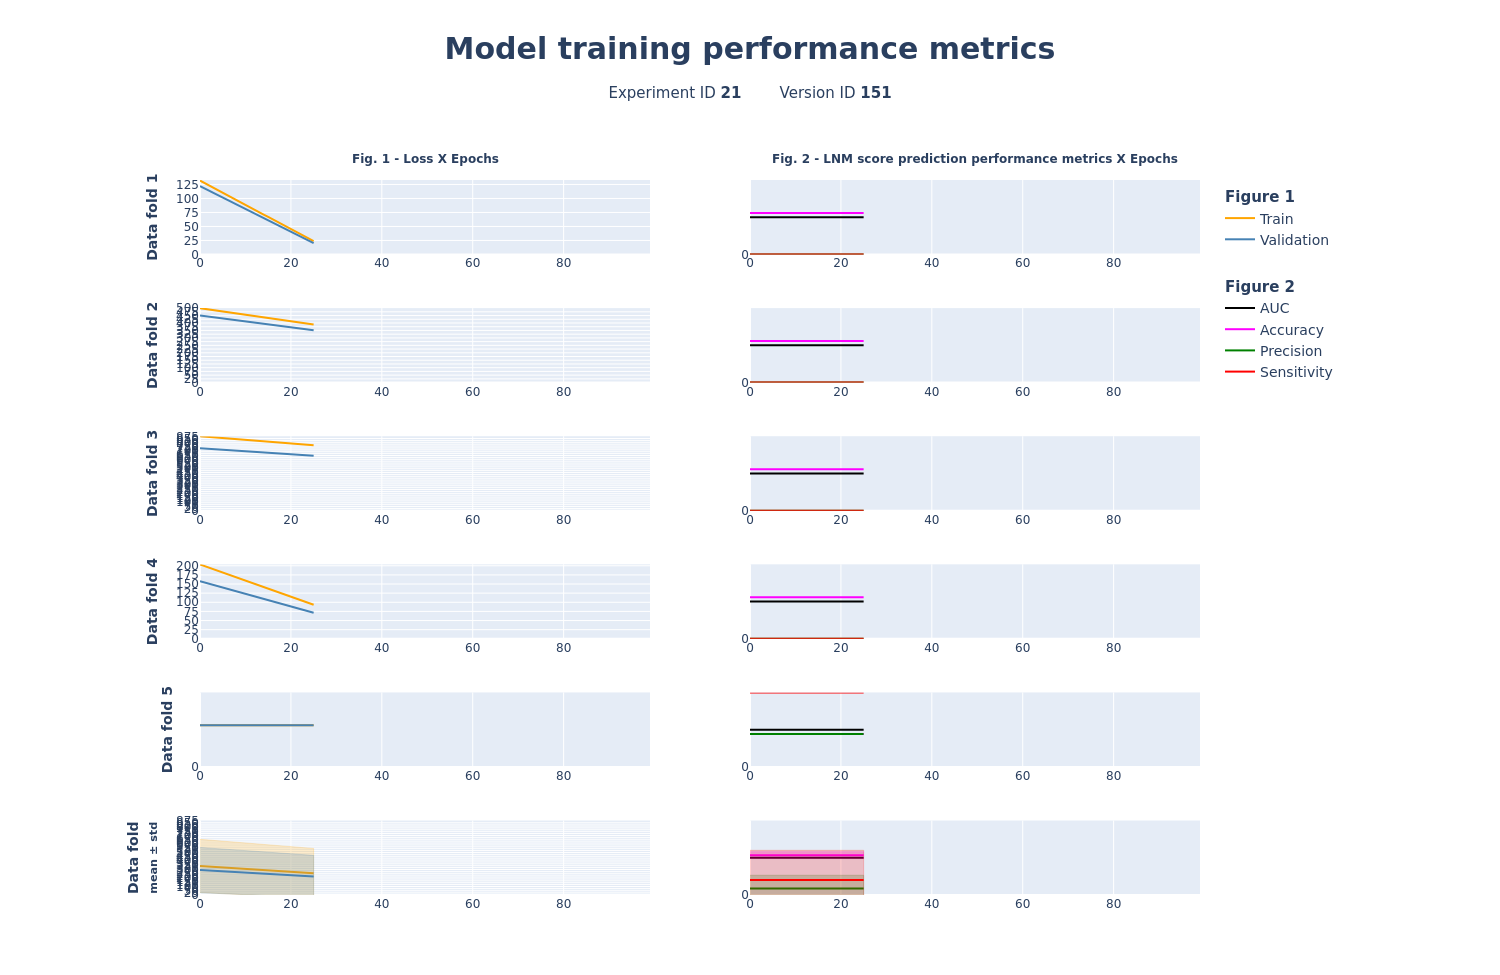 Model training performance metrics
Experiment ID 21 Version ID 151
Fig. 1 - Loss X Epochs
Fig. 2 - LNM score prediction performance metrics X Epochs
Data fold 1
125
100
75
50
25
0
0 20 40 60 80
0
0 20 40 60 80
Figure 1
Train
Validation
Figure 2
AUC
Accuracy
Precision
Sensitivity
Data fold 2
500
0
0 20 40 60 80
0
0 20 40 60 80
Data fold 3
0 20 40 60 80
0
0 20 40 60 80
Data fold 4
200
175
150
125
100
75
50
25
0
0 20 40 60 80
0
0 20 40 60 80
Data fold 5
0
0 20 40 60 80
0
0 20 40 60 80
Data fold
mean ± std
0 20 40 60 80
0
0 20 40 60 80